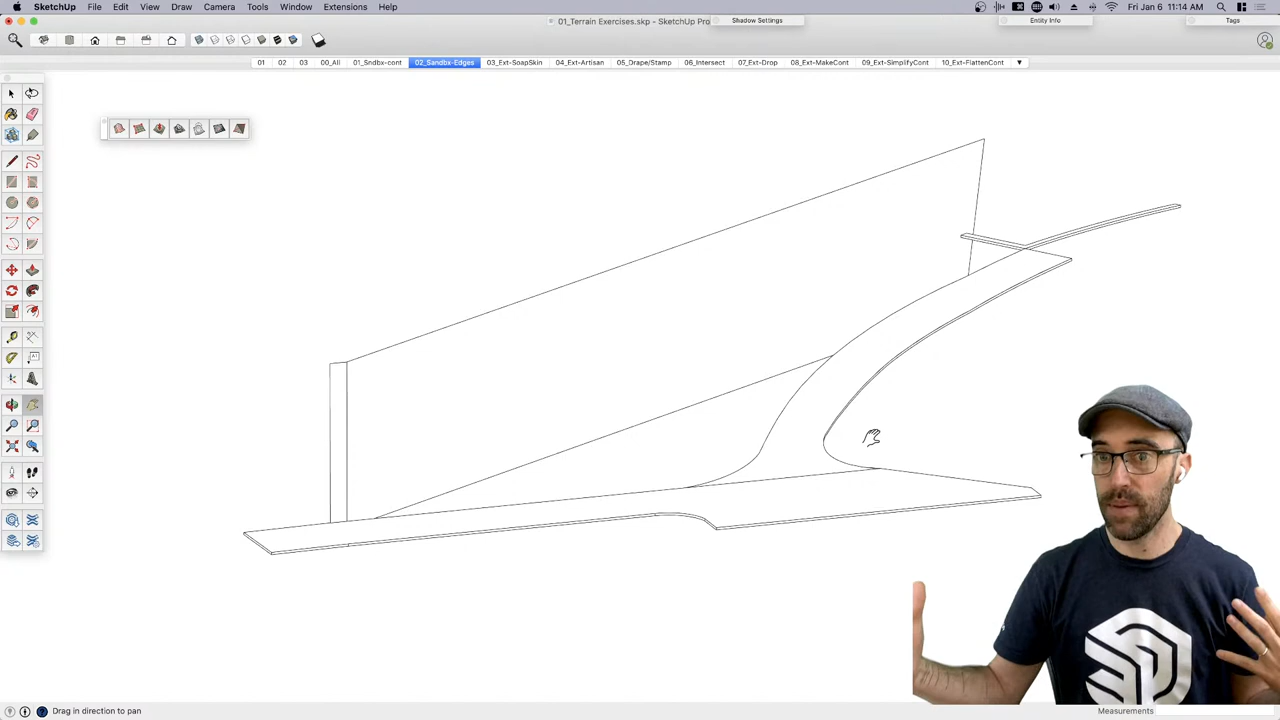 SketchUp File Edit View Draw Camera Tools Window Extensions Help Fri Jan 6 11:14 AM
01_Terrain Exercises.skp - SketchUp Pro
Shadow Settings
Entity Info
Tags
01 02 03 00_All 01_Sndbx-cont 02_Sandbx-Edges 03_Ext-SoapSkin 04_Ext-Artisan 05_Drape/Stamp 06_Intersect 07_Ext-Drop 08_Ext-MakeCont 09_Ext-SimplifyCont 10_Ext-FlattenCont
Drag in direction to pan
Measurements